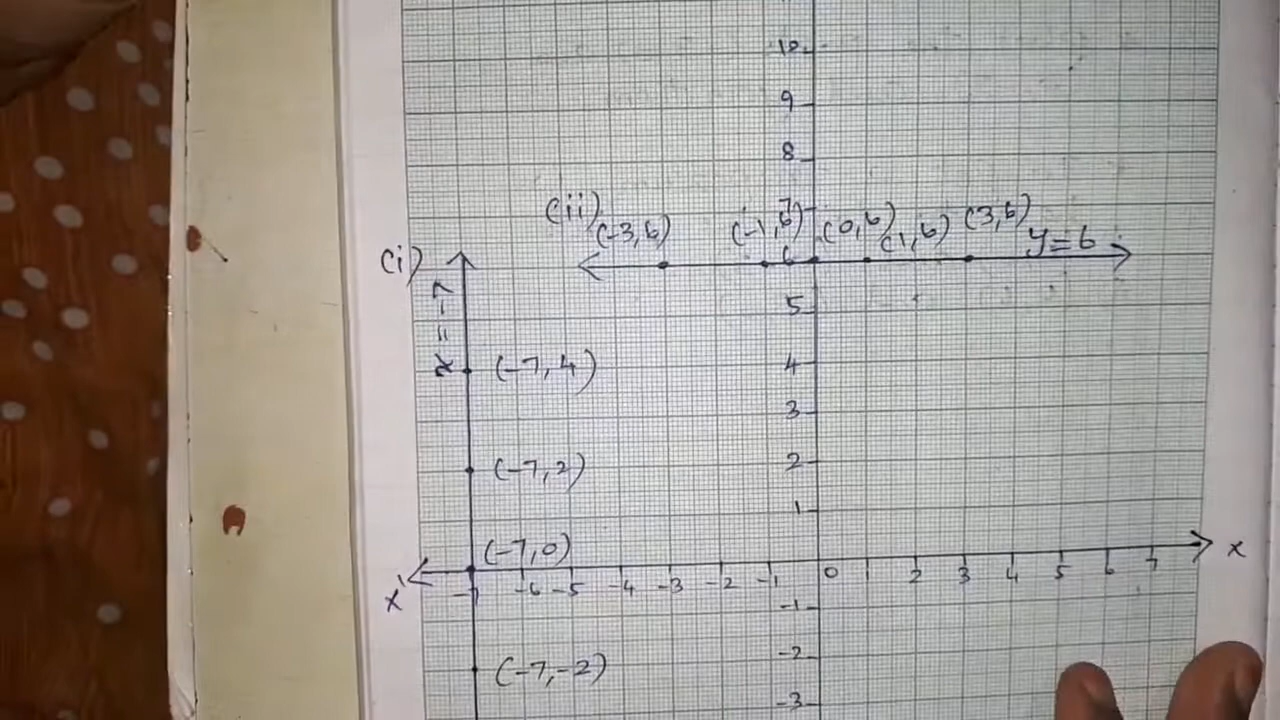 10
9
8
7
(ii)
(-3,6) (-1,6) (0,6) (1,6) (3,6)
y=6
(i)
x = -7
6
5
(-7,4)
4
3
(-7,2)
2
1
(-7,0)
x' x
-7 -6 -5 -4 -3 -2 -1 0 1 2 3 4 5 6 7
-1
(-7,-2)
-2
-3